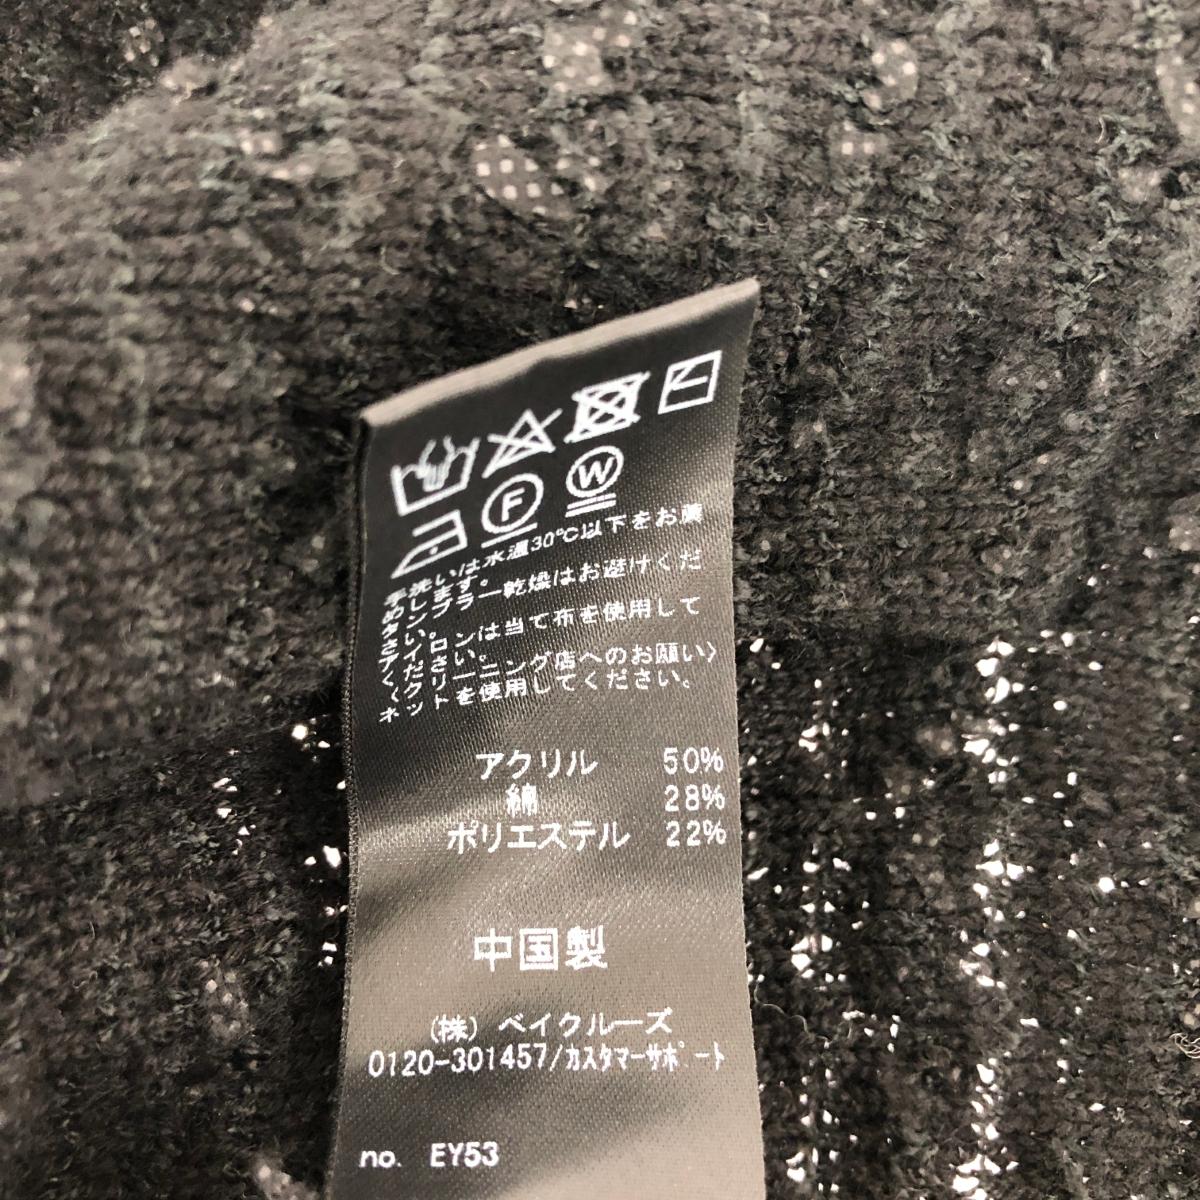 F W
手洗いは水温30℃以下をお薦
めします。
タンブラー乾燥はお避けくだ
さい。
アイロンは当て布を使用して
ください。
〈クリーニング店へのお願い〉
ネットを使用してください。
アクリル 50%
綿 28%
ポリエステル 22%
中国製
(株) ベイクルーズ
0120-301457/ｶｽﾀﾏｰｻﾎﾟｰﾄ
no. EY53